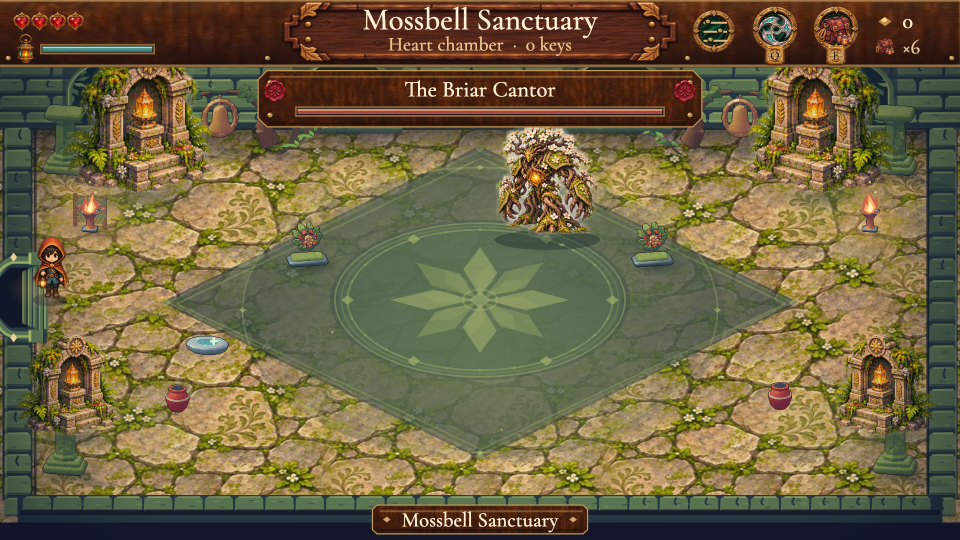 Mossbell Sanctuary
Heart chamber · 0 keys
Q
E
0
×6
The Briar Cantor
Mossbell Sanctuary